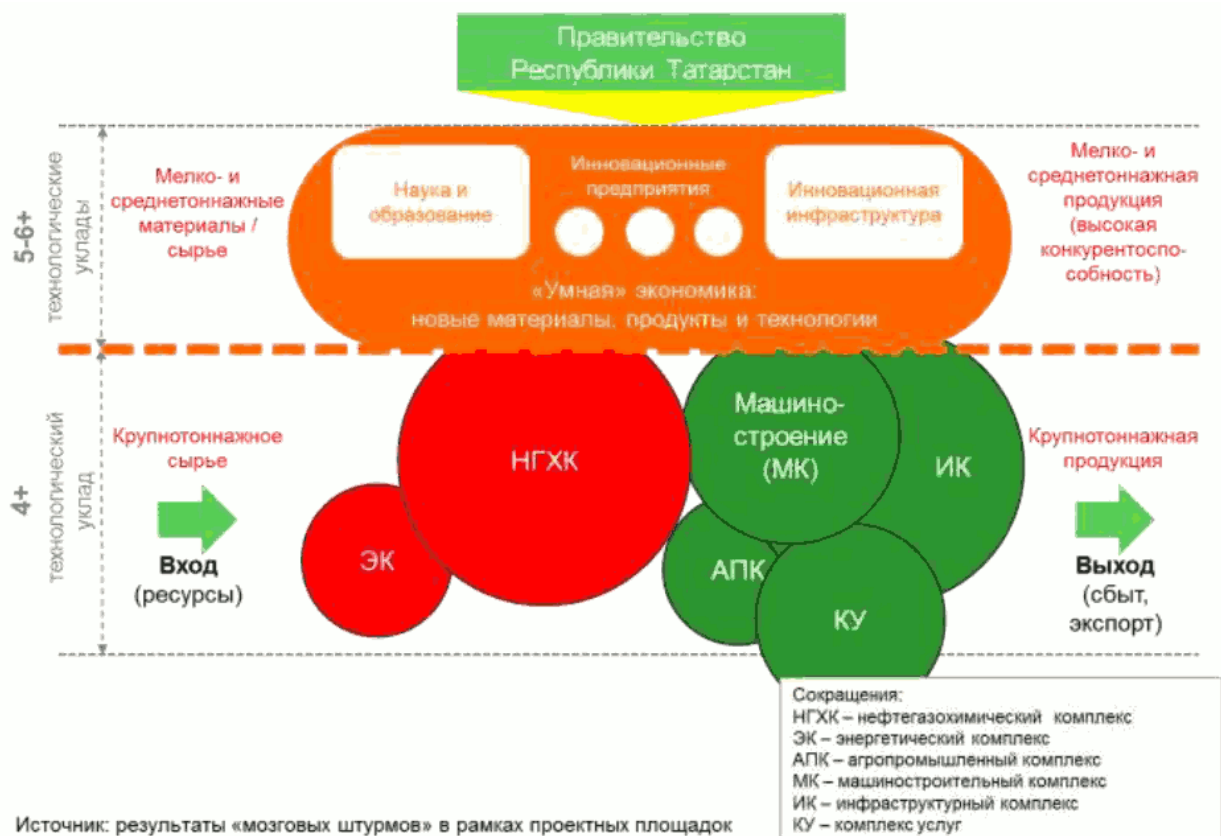 Правительство
Республики Татарстан
5-6+
технологические
уклады
Мелко- и
среднетоннажные
материалы /
сырье
Наука и
образование
Инновационные
предприятия
Инновационная
инфраструктура
«Умная» экономика:
новые материалы, продукты и технологии
Мелко- и
среднетоннажная
продукция
(высокая
конкурентоспо-
собность)
4+
технологический
уклад
Крупнотоннажное
сырье
Вход
(ресурсы)
ЭК
НГХК
Машино-
строение
(МК)
ИК
АПК
КУ
Крупнотоннажная
продукция
Выход
(сбыт,
экспорт)
Сокращения:
НГХК – нефтегазохимический комплекс
ЭК – энергетический комплекс
АПК – агропромышленный комплекс
МК – машиностроительный комплекс
ИК – инфраструктурный комплекс
КУ – комплекс услуг
Источник: результаты «мозговых штурмов» в рамках проектных площадок